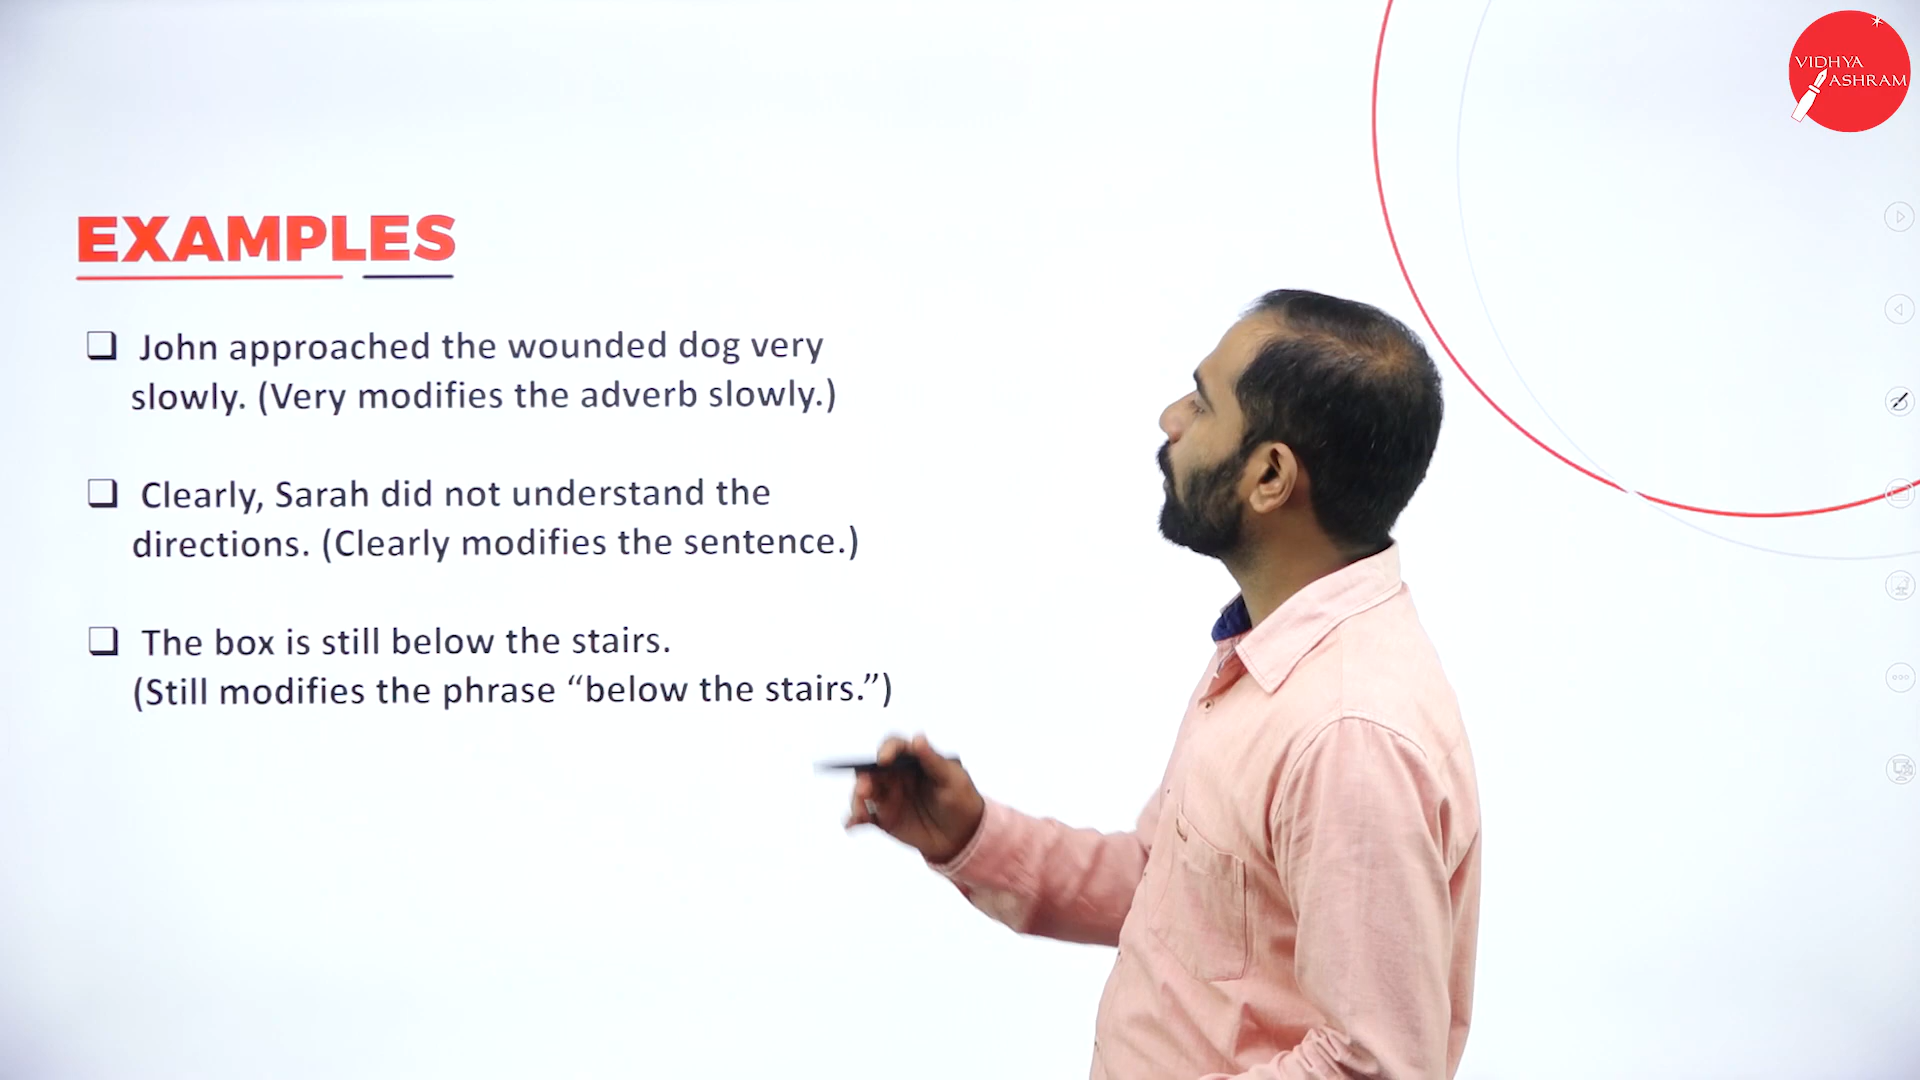 VIDHYA
ASHRAM
EXAMPLES
John approached the wounded dog very
slowly. (Very modifies the adverb slowly.)
Clearly, Sarah did not understand the
directions. (Clearly modifies the sentence.)
The box is still below the stairs.
(Still modifies the phrase “below the stairs.”)